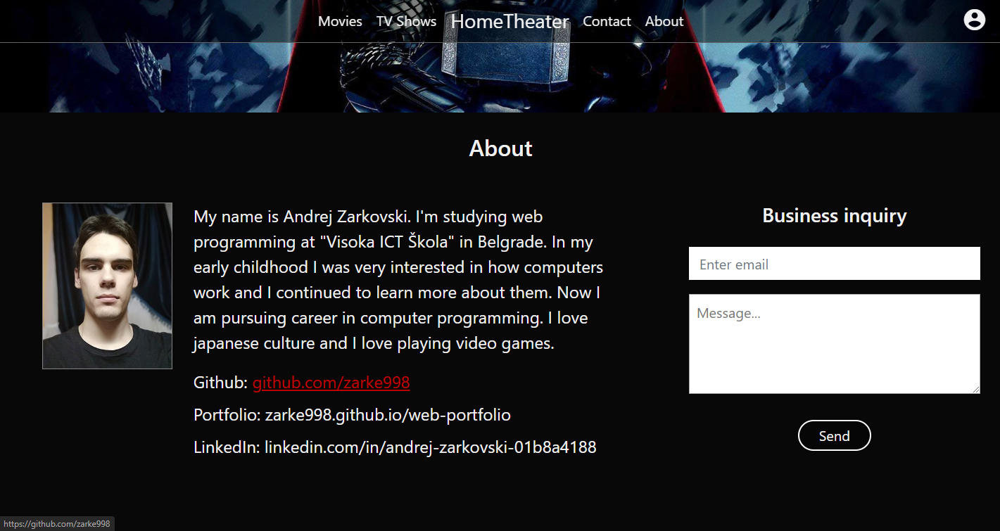 Movies TV Shows HomeTheater Contact About
About
My name is Andrej Zarkovski. I'm studying web
programming at "Visoka ICT Škola" in Belgrade. In my
early childhood I was very interested in how computers
work and I continued to learn more about them. Now I
am pursuing career in computer programming. I love
japanese culture and I love playing video games.
Github: github.com/zarke998
Portfolio: zarke998.github.io/web-portfolio
LinkedIn: linkedin.com/in/andrej-zarkovski-01b8a4188
Business inquiry
Enter email
Message...
Send
https://github.com/zarke998